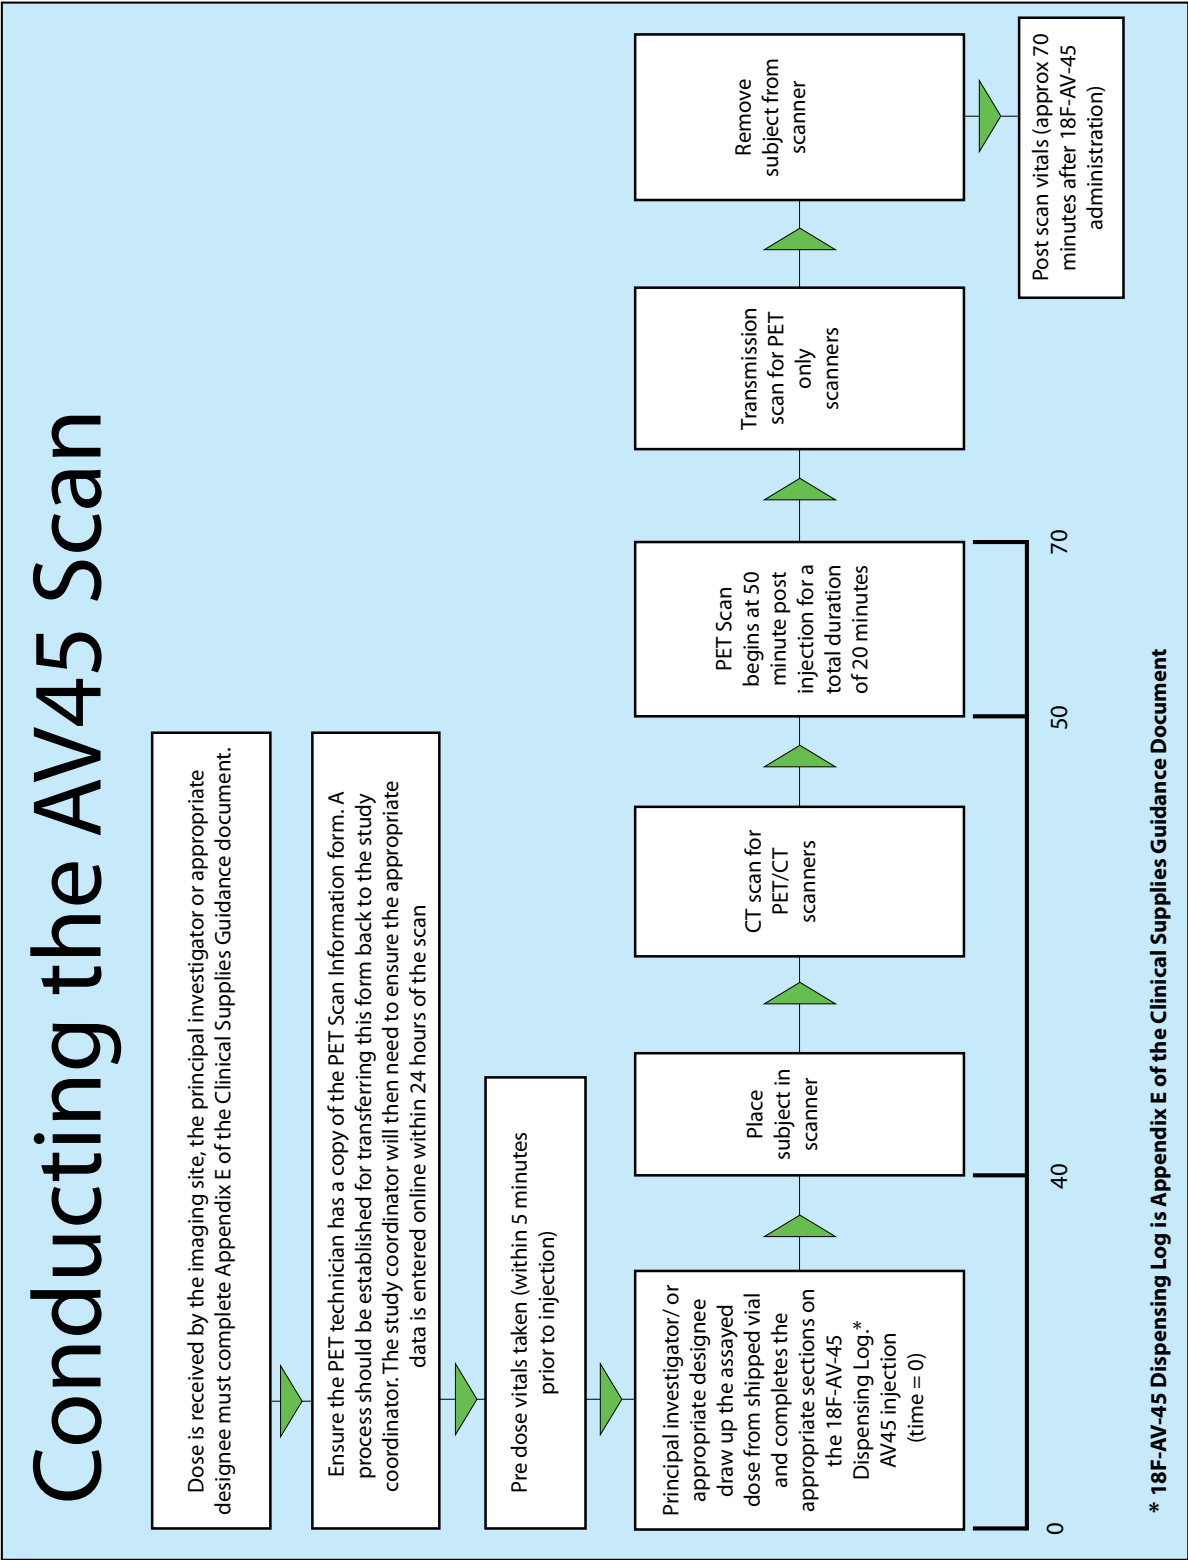 Conducting the AV45 Scan
Dose is received by the imaging site, the principal investigator or appropriate
designee must complete Appendix E of the Clinical Supplies Guidance document.
Ensure the PET technician has a copy of the PET Scan Information form. A
process should be established for transferring this form back to the study
coordinator. The study coordinator will then need to ensure the appropriate
data is entered online within 24 hours of the scan
Pre dose vitals taken (within 5 minutes
prior to injection)
Principal investigator/ or
appropriate designee
draw up the assayed
dose from shipped vial
and completes the
appropriate sections on
the 18F-AV-45
Dispensing Log.*
AV45 injection
(time = 0)
Place
subject in
scanner
CT scan for
PET/CT
scanners
PET Scan
begins at 50
minute post
injection for a
total duration
of 20 minutes
Transmission
scan for PET
only
scanners
Remove
subject from
scanner
Post scan vitals (approx 70
minutes after 18F-AV-45
administration)
0
40
50
70
* 18F-AV-45 Dispensing Log is Appendix E of the Clinical Supplies Guidance Document